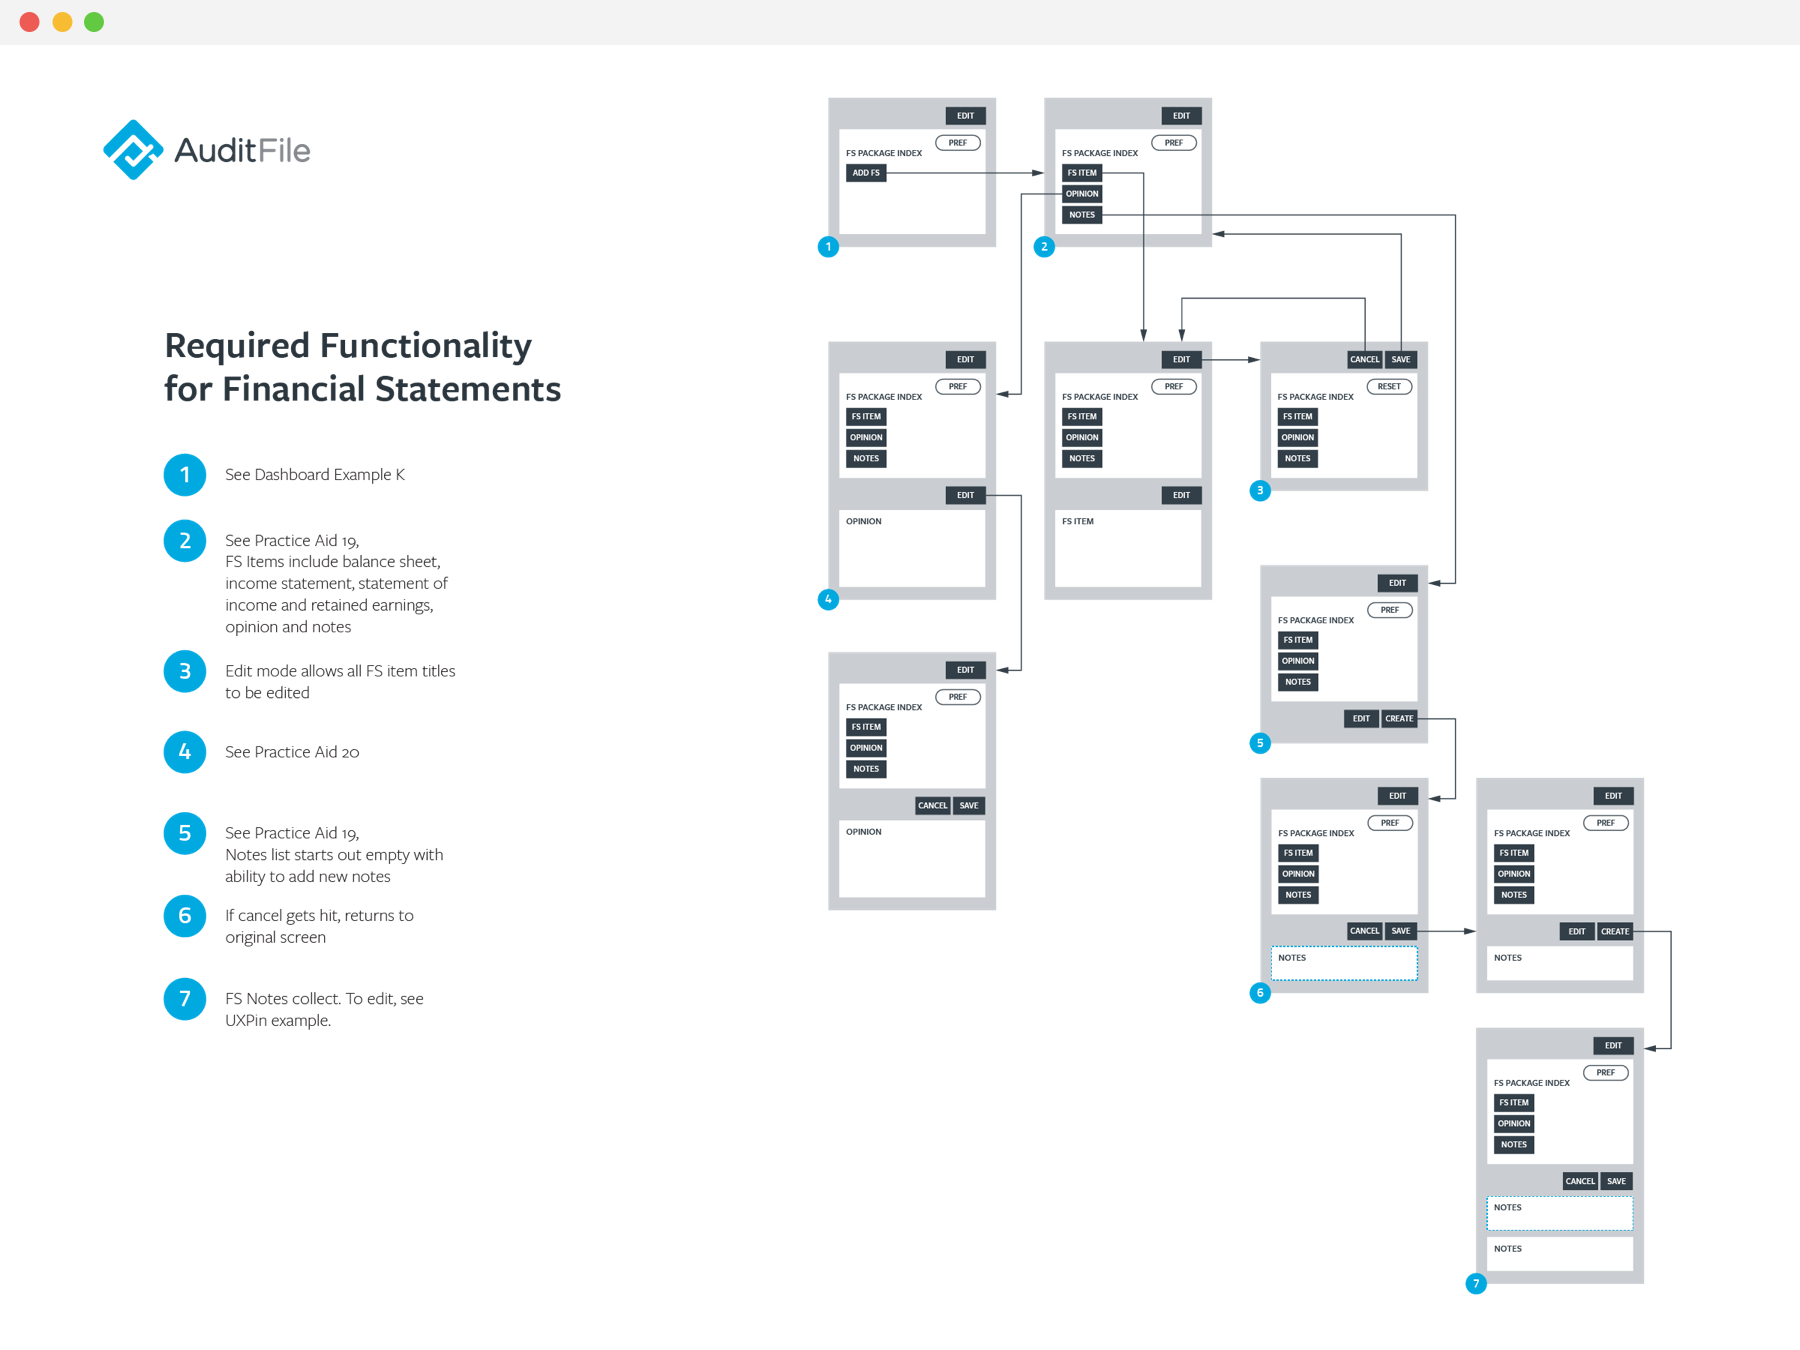 AuditFile
Required Functionality
for Financial Statements
1
See Dashboard Example K
2
See Practice Aid 19,
FS Items include balance sheet,
income statement, statement of
income and retained earnings,
opinion and notes
3
Edit mode allows all FS item titles
to be edited
4
See Practice Aid 20
5
See Practice Aid 19,
Notes list starts out empty with
ability to add new notes
6
If cancel gets hit, returns to
original screen
7
FS Notes collect. To edit, see
UXPin example.
EDIT
PREF
FS PACKAGE INDEX
ADD FS
1
EDIT
PREF
FS PACKAGE INDEX
FS ITEM
OPINION
NOTES
2
EDIT
PREF
FS PACKAGE INDEX
FS ITEM
OPINION
NOTES
EDIT
OPINION
4
EDIT
PREF
FS PACKAGE INDEX
FS ITEM
OPINION
NOTES
EDIT
FS ITEM
CANCEL SAVE
RESET
FS PACKAGE INDEX
FS ITEM
OPINION
NOTES
3
EDIT
PREF
FS PACKAGE INDEX
FS ITEM
OPINION
NOTES
EDIT CREATE
5
EDIT
PREF
FS PACKAGE INDEX
FS ITEM
OPINION
NOTES
CANCEL SAVE
OPINION
EDIT
PREF
FS PACKAGE INDEX
FS ITEM
OPINION
NOTES
CANCEL SAVE
NOTES
6
EDIT
PREF
FS PACKAGE INDEX
FS ITEM
OPINION
NOTES
EDIT CREATE
NOTES
EDIT
PREF
FS PACKAGE INDEX
FS ITEM
OPINION
NOTES
CANCEL SAVE
NOTES
NOTES
7